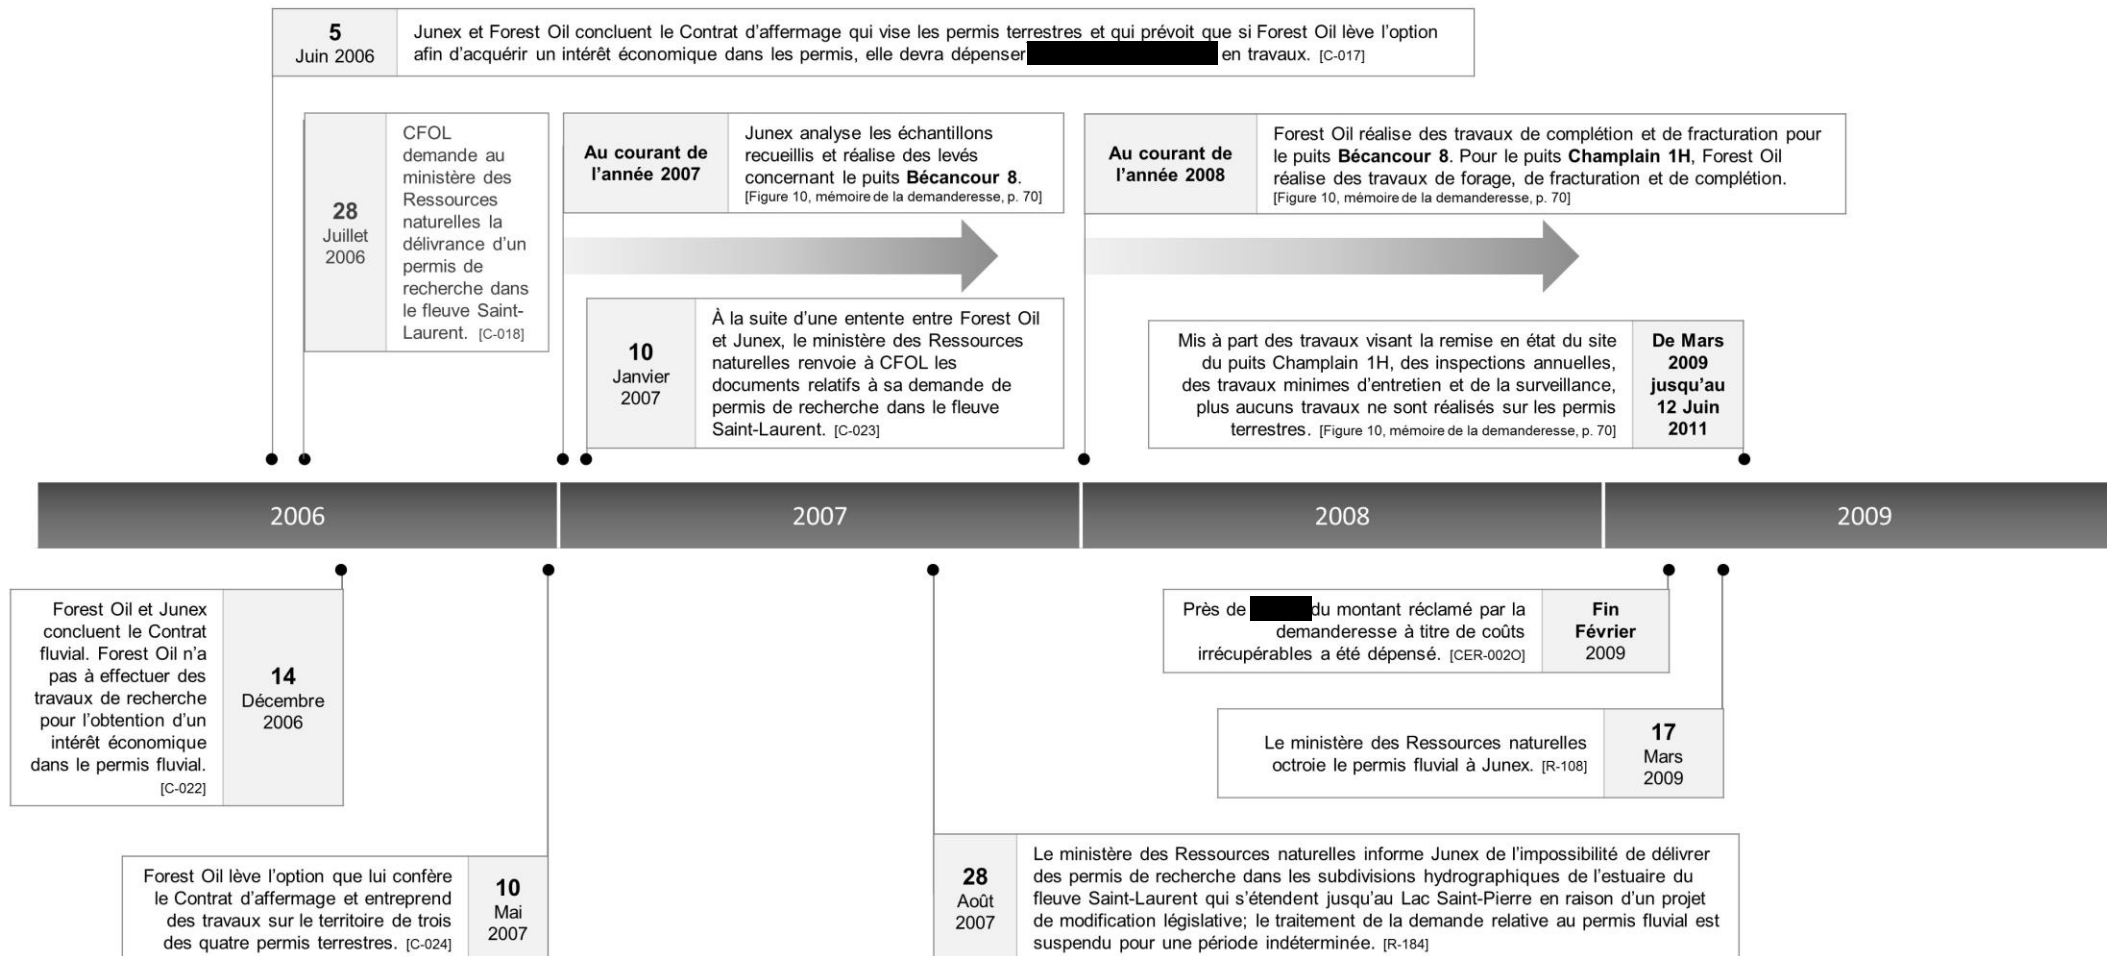 5
Juin 2006
Junex et Forest Oil concluent le Contrat d'affermage qui vise les permis terrestres et qui prévoit que si Forest Oil lève l'option
afin d'acquérir un intérêt économique dans les permis, elle devra dépenser en travaux. [C-017]
28
Juillet
2006
CFOL
demande au
ministère des
Ressources
naturelles la
délivrance d'un
permis de
recherche dans
le fleuve Saint-
Laurent. [C-018]
Au courant de
l'année 2007
Junex analyse les échantillons
recueillis et réalise des levés
concernant le puits Bécancour 8.
[Figure 10, mémoire de la demanderesse, p. 70]
10
Janvier
2007
À la suite d'une entente entre Forest Oil
et Junex, le ministère des Ressources
naturelles renvoie à CFOL les
documents relatifs à sa demande de
permis de recherche dans le fleuve
Saint-Laurent. [C-023]
Au courant de
l'année 2008
Forest Oil réalise des travaux de complétion et de fracturation pour
le puits Bécancour 8. Pour le puits Champlain 1H, Forest Oil
réalise des travaux de forage, de fracturation et de complétion.
[Figure 10, mémoire de la demanderesse, p. 70]
Mis à part des travaux visant la remise en état du site
du puits Champlain 1H, des inspections annuelles,
des travaux minimes d'entretien et de la surveillance,
plus aucuns travaux ne sont réalisés sur les permis
terrestres. [Figure 10, mémoire de la demanderesse, p. 70]
De Mars
2009
jusqu'au
12 Juin
2011
2006
2007
2008
2009
Forest Oil et Junex
concluent le Contrat
fluvial. Forest Oil n'a
pas à effectuer des
travaux de recherche
pour l'obtention d'un
intérêt économique
dans le permis fluvial.
[C-022]
14
Décembre
2006
Forest Oil lève l'option que lui confère
le Contrat d'affermage et entreprend
des travaux sur le territoire de trois
des quatre permis terrestres. [C-024]
10
Mai
2007
28
Août
2007
Le ministère des Ressources naturelles informe Junex de l'impossibilité de délivrer
des permis de recherche dans les subdivisions hydrographiques de l'estuaire du
fleuve Saint-Laurent qui s'étendent jusqu'au Lac Saint-Pierre en raison d'un projet
de modification législative; le traitement de la demande relative au permis fluvial est
suspendu pour une période indéterminée. [R-184]
Près de du montant réclamé par la
demanderesse à titre de coûts
irrécupérables a été dépensé. [CER-002O]
Fin
Février
2009
Le ministère des Ressources naturelles
octroie le permis fluvial à Junex. [R-108]
17
Mars
2009